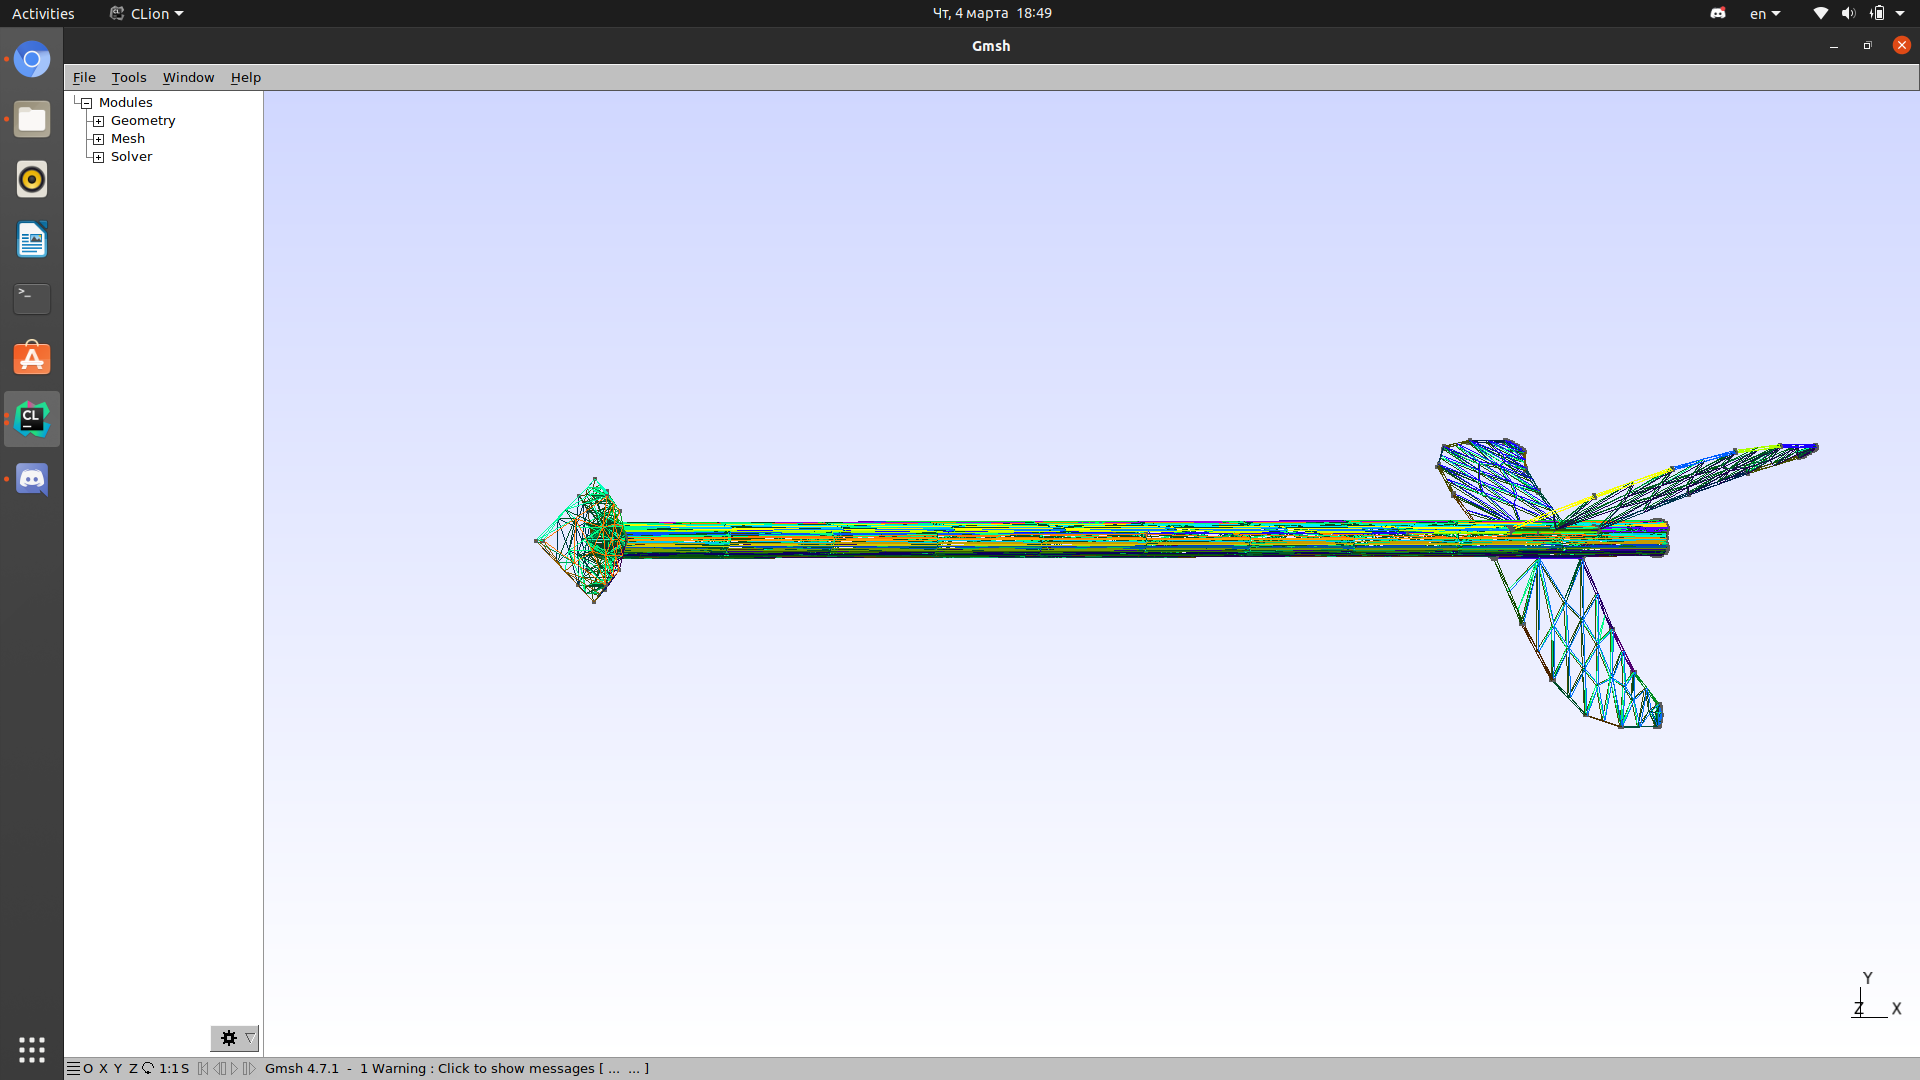 Activities CLion Чт, 4 марта 18:49 en
Gmsh
File Tools Window Help
Modules
Geometry
Mesh
Solver
>_
CL
Y
Z X
O X Y Z 1:1 S Gmsh 4.7.1 - 1 Warning : Click to show messages [ ... ... ]